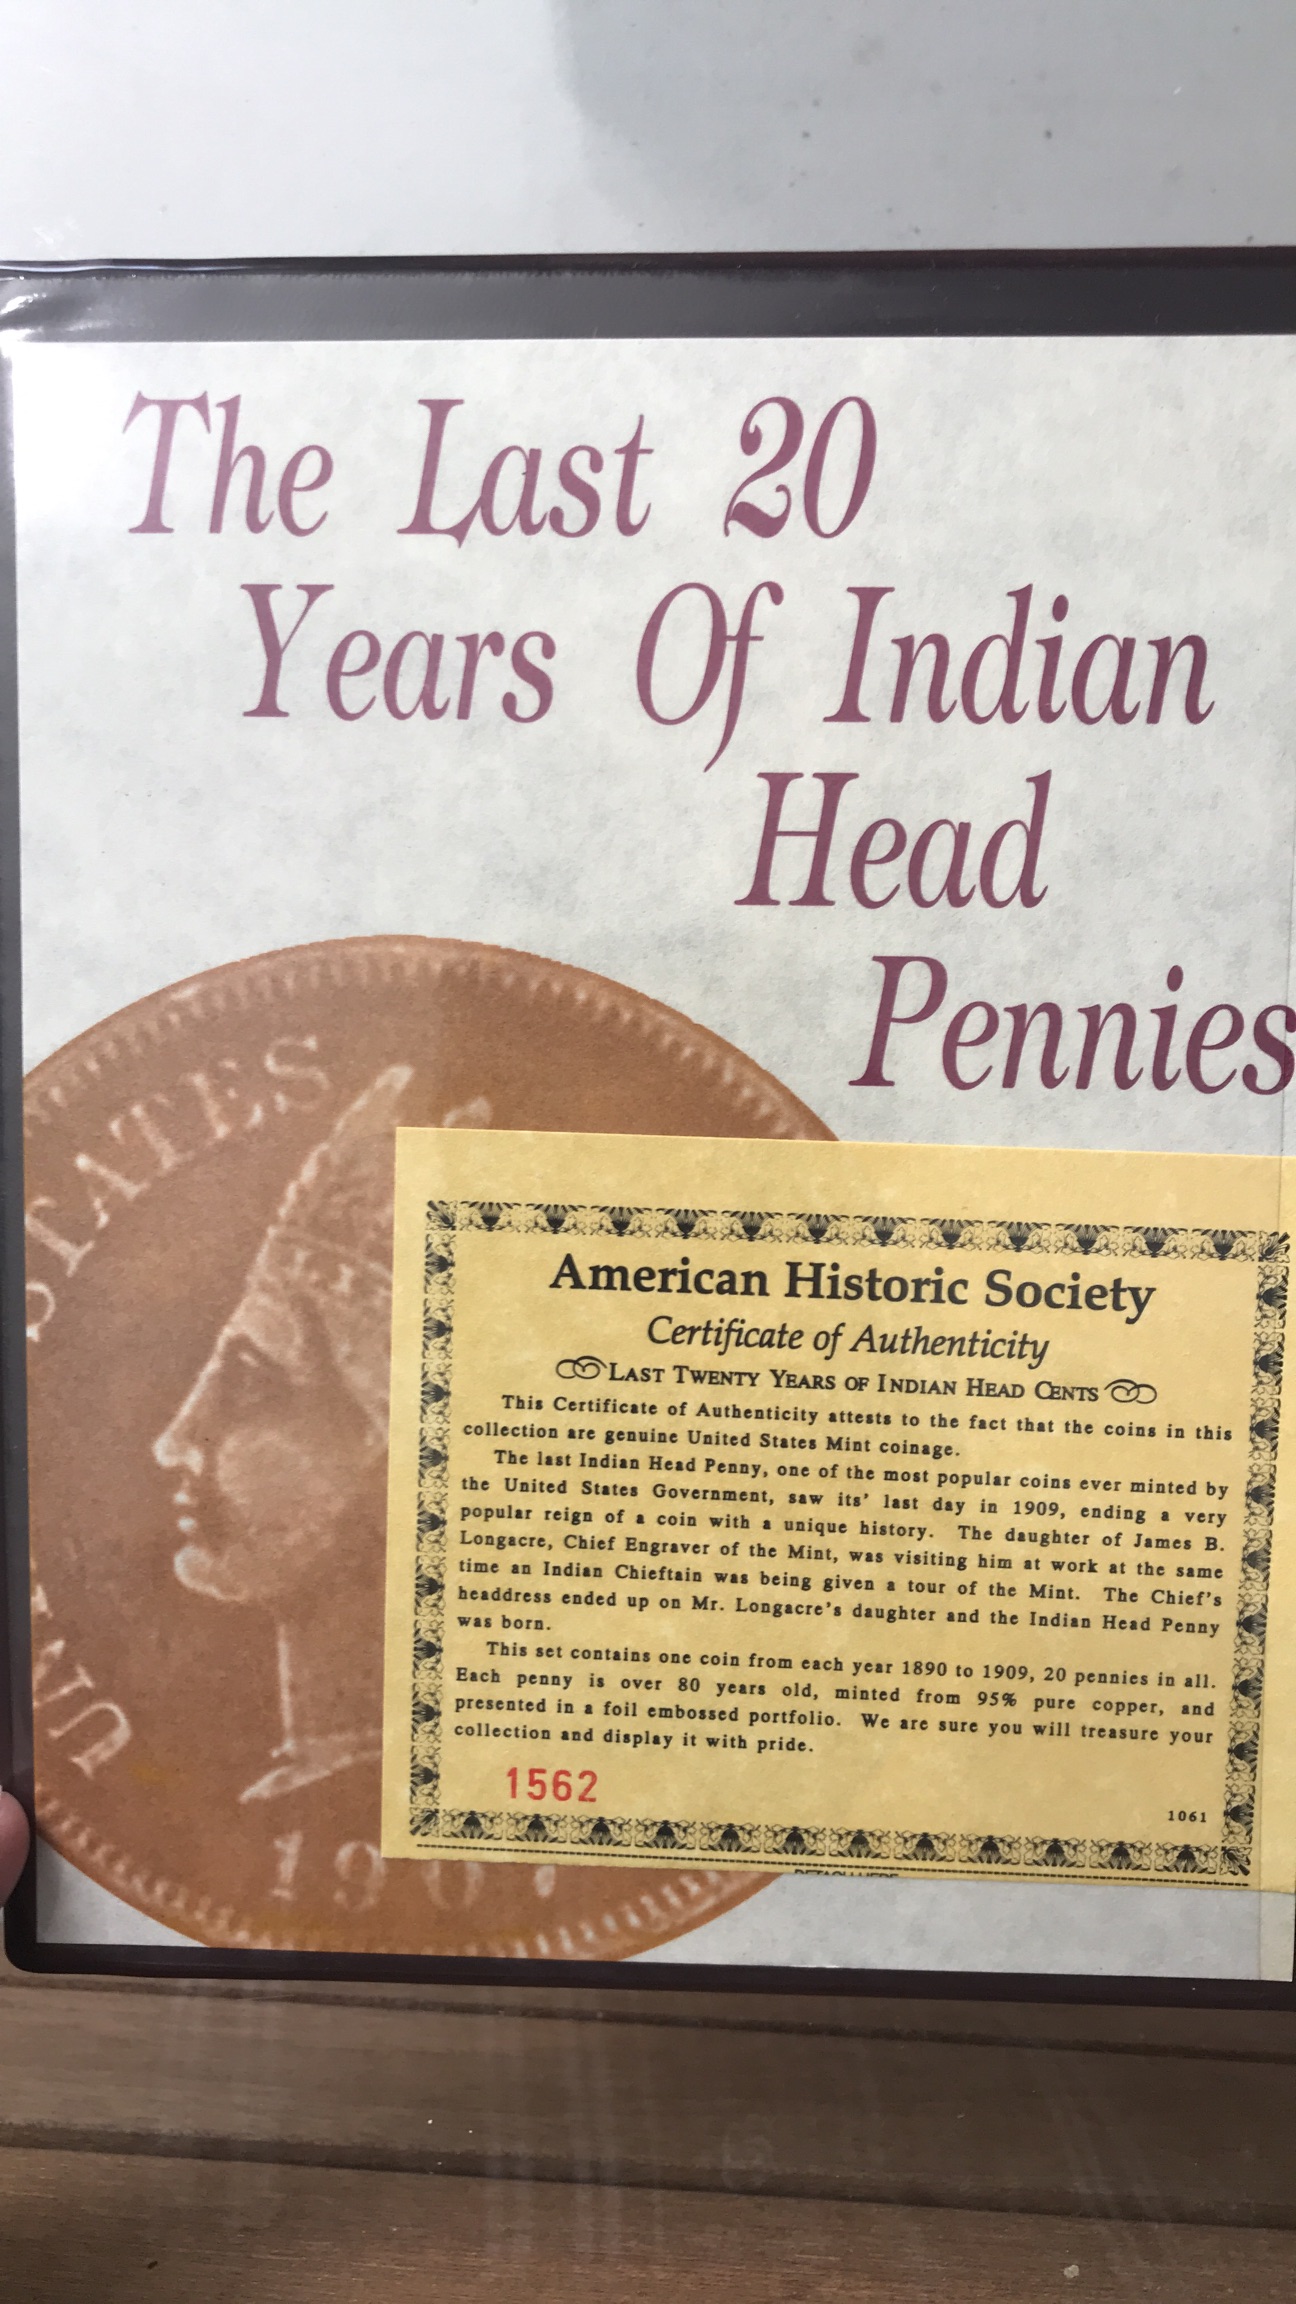 The Last 20
Years Of Indian
Head
Pennies
STATES
UN
American Historic Society
Certificate of Authenticity
LAST TWENTY YEARS OF INDIAN HEAD CENTS
This Certificate of Authenticity attests to the fact that the coins in this
collection are genuine United States Mint coinage.
The last Indian Head Penny, one of the most popular coins ever minted by
the United States Government, saw its' last day in 1909, ending a very
popular reign of a coin with a unique history. The daughter of James B.
Longacre, Chief Engraver of the Mint, was visiting him at work at the same
time an Indian Chieftain was being given a tour of the Mint. The Chief's
headdress ended up on Mr. Longacre's daughter and the Indian Head Penny
was born.
This set contains one coin from each year 1890 to 1909, 20 pennies in all.
Each penny is over 80 years old, minted from 95% pure copper, and
presented in a foil embossed portfolio. We are sure you will treasure your
collection and display it with pride.
1562
1061
DETACH HERE